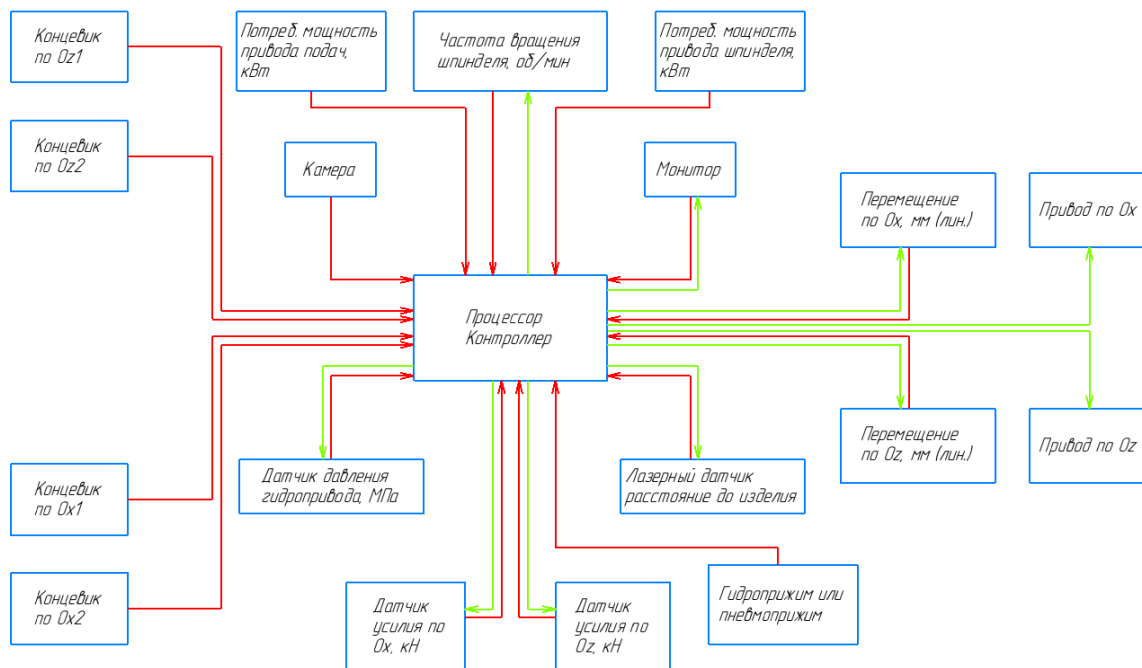 Концевик
по Oz1
Потреб. мощность
привода подач,
кВт
Частота вращения
шпинделя, об/мин
Потреб. мощность
привода шпинделя,
кВт
Концевик
по Oz2
Камера
Монитор
Перемещение
по Ox, мм (лин.)
Привод по Ox
Процессор
Контроллер
Перемещение
по Oz, мм (лин.)
Привод по Oz
Концевик
по Ox1
Датчик давления
гидропривода, МПа
Лазерный датчик
расстояние до изделия
Концевик
по Ox2
Датчик
усилия по
Ox, кН
Датчик
усилия по
Oz, кН
Гидроприжим или
пневмоприжим